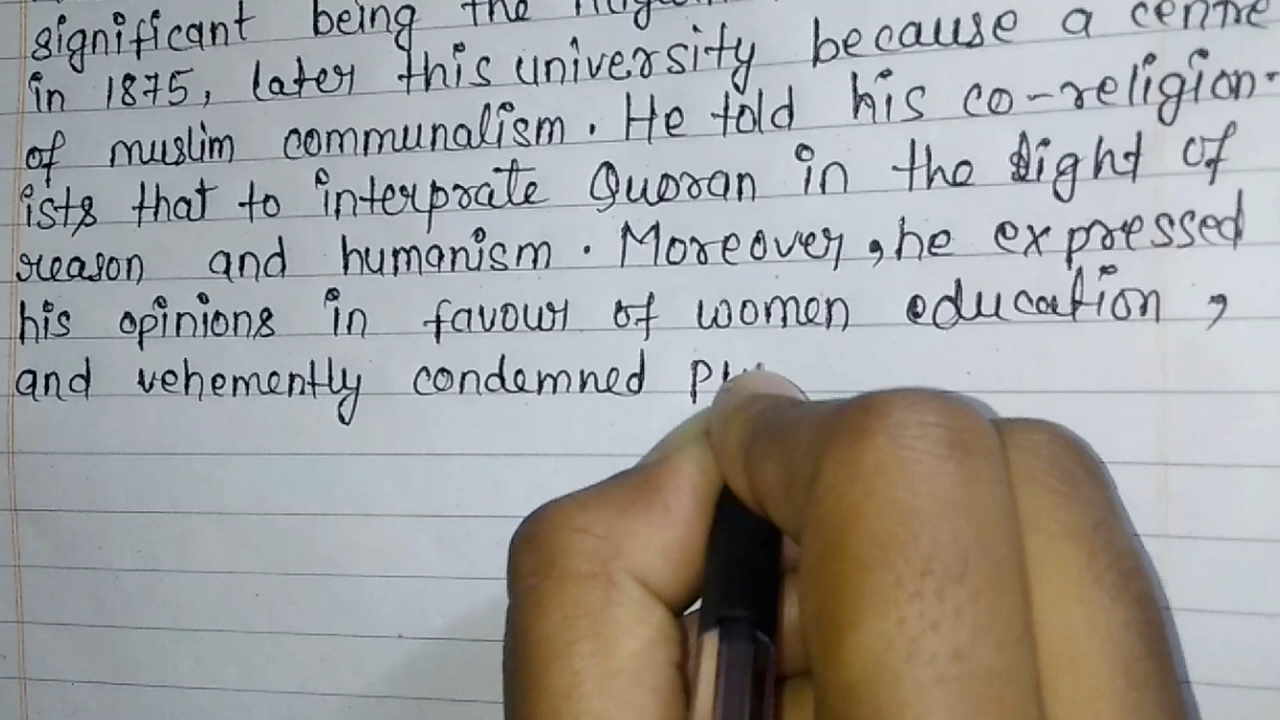 significant being the
in 1875, later this university because a centre
of muslim communalism. He told his co-religion-
ists that to interprate Quoran in the light of
reason and humanism. Moreover, he expressed
his opinions in favour of women education,
and vehemently condemned